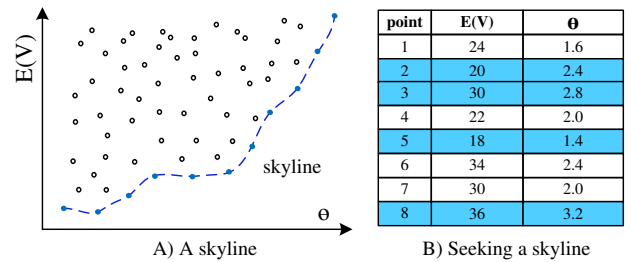 E(V)
skyline
ɵ
A) A skyline
point E(V) ɵ
1 24 1.6
2 20 2.4
3 30 2.8
4 22 2.0
5 18 1.4
6 34 2.4
7 30 2.0
8 36 3.2
B) Seeking a skyline